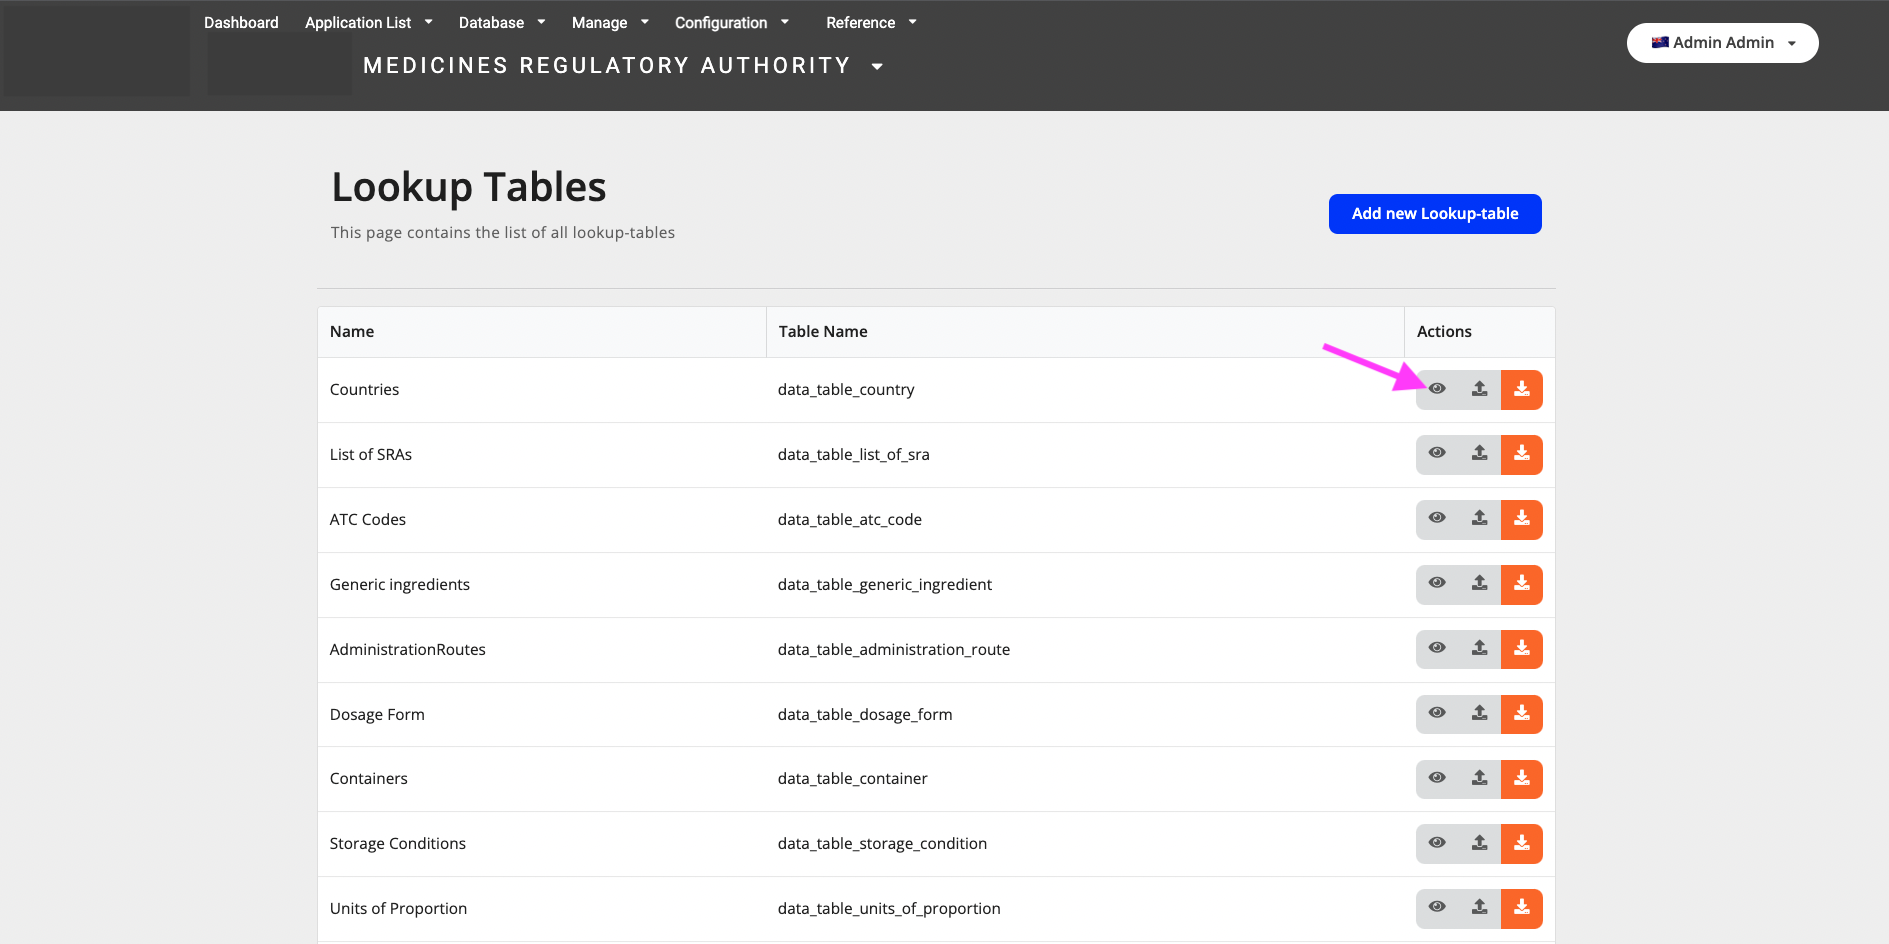 Dashboard Application List Database Manage Configuration Reference
MEDICINES REGULATORY AUTHORITY
Admin Admin
Lookup Tables
Add new Lookup-table
This page contains the list of all lookup-tables
Name Table Name Actions
Countries data_table_country
List of SRAs data_table_list_of_sra
ATC Codes data_table_atc_code
Generic ingredients data_table_generic_ingredient
AdministrationRoutes data_table_administration_route
Dosage Form data_table_dosage_form
Containers data_table_container
Storage Conditions data_table_storage_condition
Units of Proportion data_table_units_of_proportion